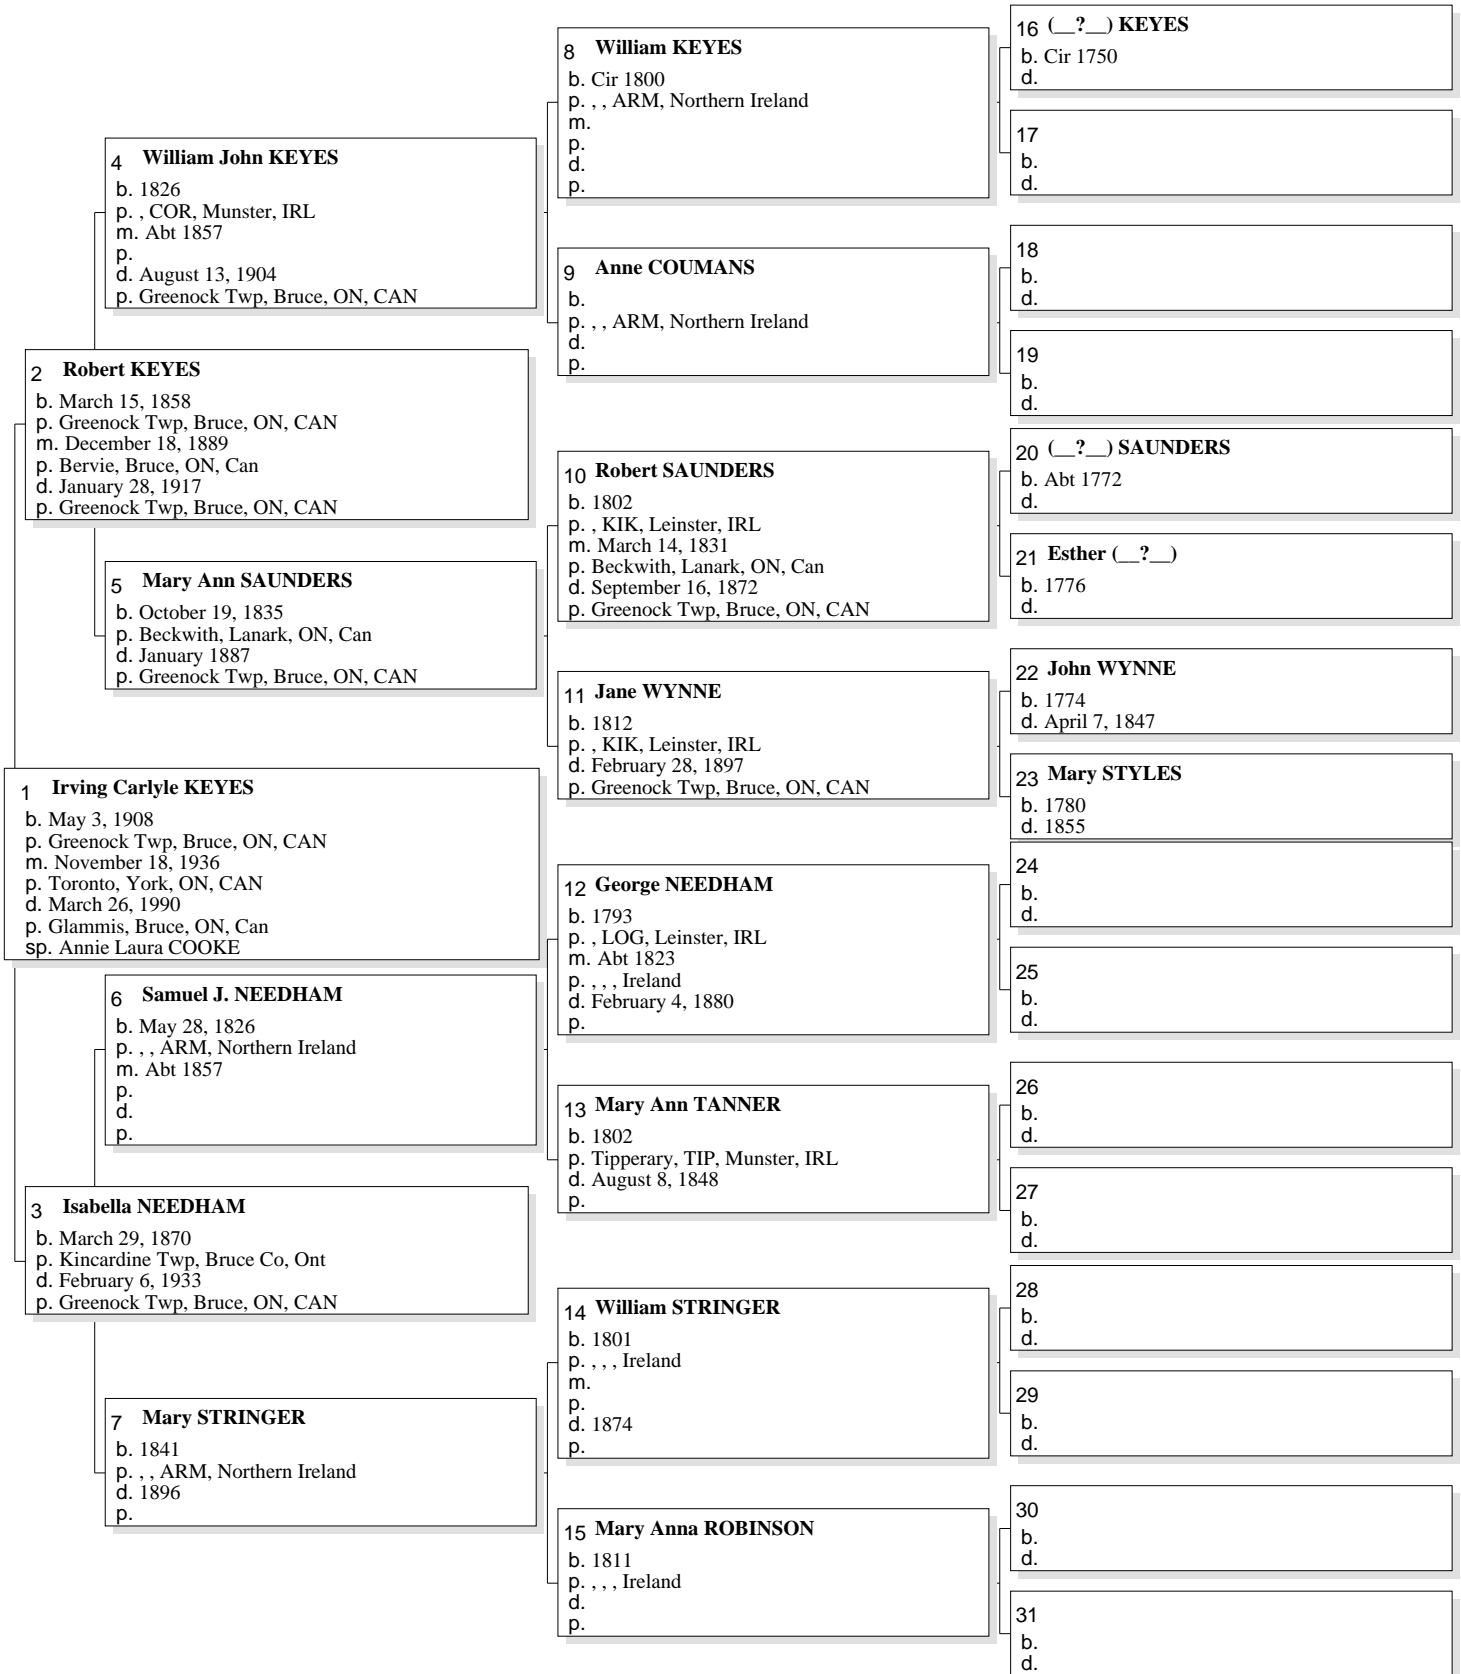 1 Irving Carlyle KEYES
b. May 3, 1908
p. Greenock Twp, Bruce, ON, CAN
m. November 18, 1936
p. Toronto, York, ON, CAN
d. March 26, 1990
p. Glammis, Bruce, ON, Can
sp. Annie Laura COOKE
2 Robert KEYES
b. March 15, 1858
p. Greenock Twp, Bruce, ON, CAN
m. December 18, 1889
p. Bervie, Bruce, ON, Can
d. January 28, 1917
p. Greenock Twp, Bruce, ON, CAN
3 Isabella NEEDHAM
b. March 29, 1870
p. Kincardine Twp, Bruce Co, Ont
d. February 6, 1933
p. Greenock Twp, Bruce, ON, CAN
4 William John KEYES
b. 1826
p. , COR, Munster, IRL
m. Abt 1857
p.
d. August 13, 1904
p. Greenock Twp, Bruce, ON, CAN
5 Mary Ann SAUNDERS
b. October 19, 1835
p. Beckwith, Lanark, ON, Can
d. January 1887
p. Greenock Twp, Bruce, ON, CAN
6 Samuel J. NEEDHAM
b. May 28, 1826
p. , , ARM, Northern Ireland
m. Abt 1857
p.
d.
p.
7 Mary STRINGER
b. 1841
p. , , ARM, Northern Ireland
d. 1896
p.
8 William KEYES
b. Cir 1800
p. , , ARM, Northern Ireland
m.
p.
d.
p.
9 Anne COUMANS
b.
p. , , ARM, Northern Ireland
d.
p.
10 Robert SAUNDERS
b. 1802
p. , KIK, Leinster, IRL
m. March 14, 1831
p. Beckwith, Lanark, ON, Can
d. September 16, 1872
p. Greenock Twp, Bruce, ON, CAN
11 Jane WYNNE
b. 1812
p. , KIK, Leinster, IRL
d. February 28, 1897
p. Greenock Twp, Bruce, ON, CAN
12 George NEEDHAM
b. 1793
p. , LOG, Leinster, IRL
m. Abt 1823
p. , , , Ireland
d. February 4, 1880
p.
13 Mary Ann TANNER
b. 1802
p. Tipperary, TIP, Munster, IRL
d. August 8, 1848
p.
14 William STRINGER
b. 1801
p. , , , Ireland
m.
p.
d. 1874
p.
15 Mary Anna ROBINSON
b. 1811
p. , , , Ireland
d.
p.
16 (__?__) KEYES
b. Cir 1750
d.
17
b.
d.
18
b.
d.
19
b.
d.
20 (__?__) SAUNDERS
b. Abt 1772
d.
21 Esther (__?__)
b. 1776
d.
22 John WYNNE
b. 1774
d. April 7, 1847
23 Mary STYLES
b. 1780
d. 1855
24
b.
d.
25
b.
d.
26
b.
d.
27
b.
d.
28
b.
d.
29
b.
d.
30
b.
d.
31
b.
d.